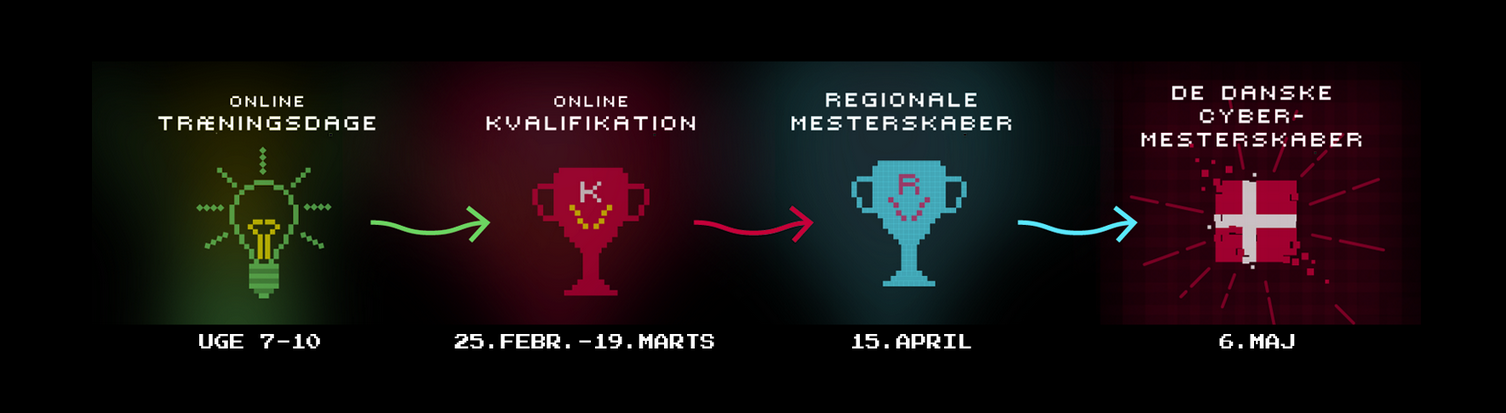 ONLINE
TRÆNINGSDAGE
UGE 7-10
ONLINE
KVALIFIKATION
K
25.FEBR.-19.MARTS
REGIONALE
MESTERSKABER
R
15.APRIL
DE DANSKE
CYBER-
MESTERSKABER
6.MAJ